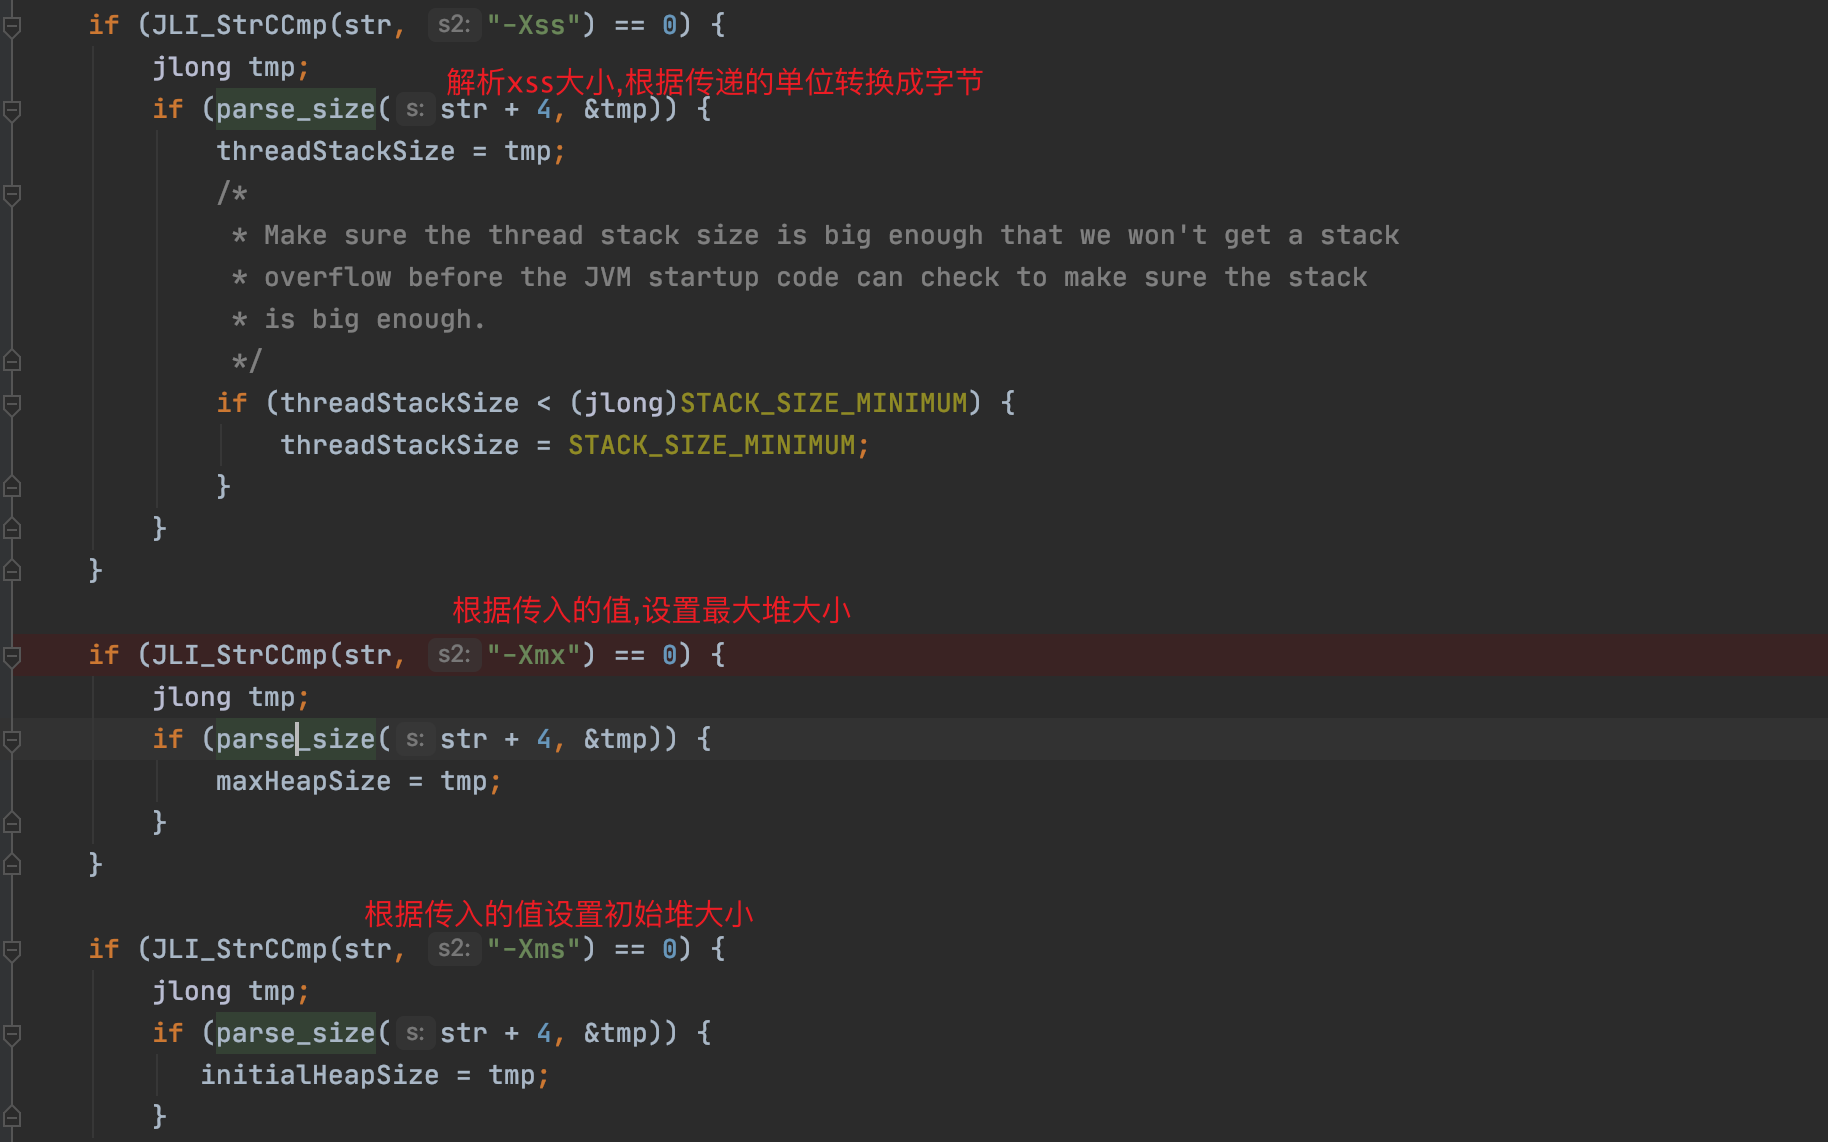 if (JLI_StrCCmp(str, s2: "-Xss") == 0) {
jlong tmp;
解析xss大小,根据传递的单位转换成字节
if (parse_size( s: str + 4, &tmp)) {
threadStackSize = tmp;
/*
* Make sure the thread stack size is big enough that we won't get a stack
* overflow before the JVM startup code can check to make sure the stack
* is big enough.
*/
if (threadStackSize < (jlong)STACK_SIZE_MINIMUM) {
threadStackSize = STACK_SIZE_MINIMUM;
}
}
}
根据传入的值,设置最大堆大小
if (JLI_StrCCmp(str, s2: "-Xmx") == 0) {
jlong tmp;
if (parse_size( s: str + 4, &tmp)) {
maxHeapSize = tmp;
}
}
根据传入的值设置初始堆大小
if (JLI_StrCCmp(str, s2: "-Xms") == 0) {
jlong tmp;
if (parse_size( s: str + 4, &tmp)) {
initialHeapSize = tmp;
}